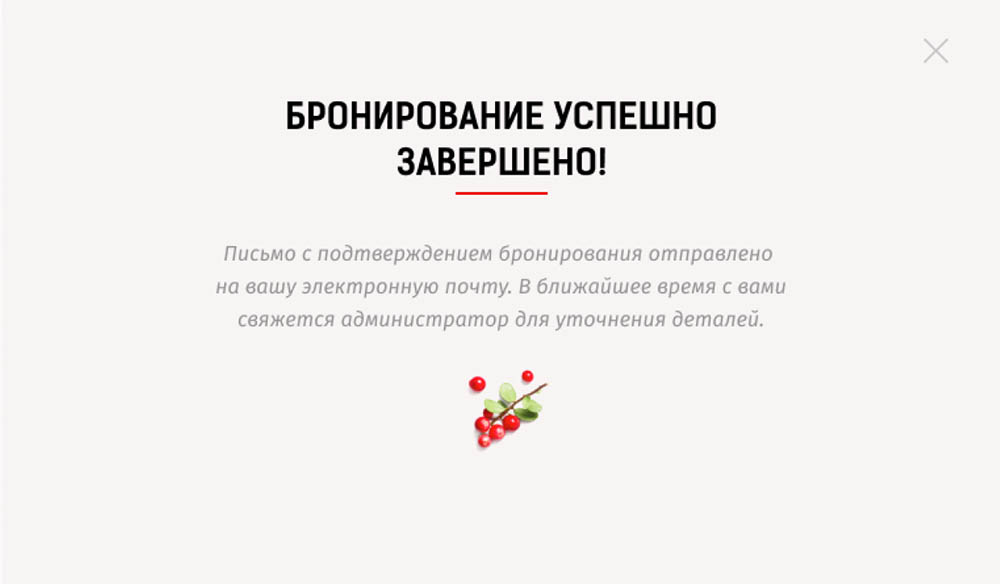 БРОНИРОВАНИЕ УСПЕШНО
ЗАВЕРШЕНО!
Письмо с подтверждением бронирования отправлено
на вашу электронную почту. В ближайшее время с вами
свяжется администратор для уточнения деталей.